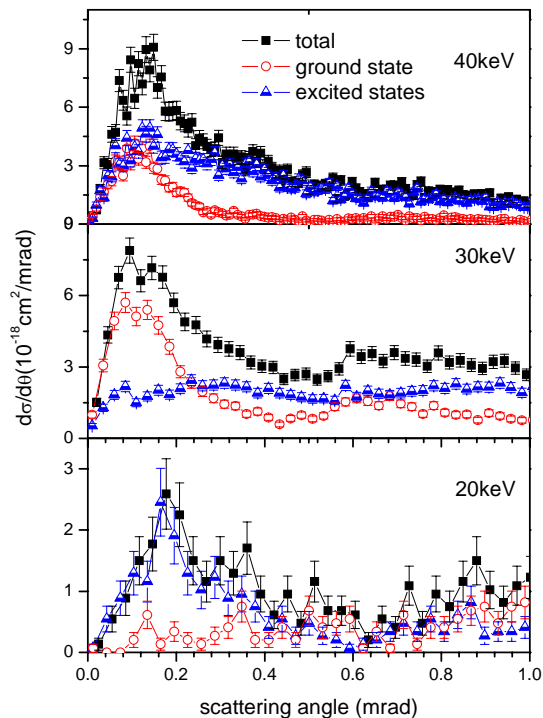 9
6
3
total
ground state
excited states
40keV
9
6
3
0
30keV
3
2
1
0
20keV
0.0 0.2 0.4 0.6 0.8 1.0
scattering angle (mrad)
dσ/dθ(10⁻¹⁸cm²/mrad)